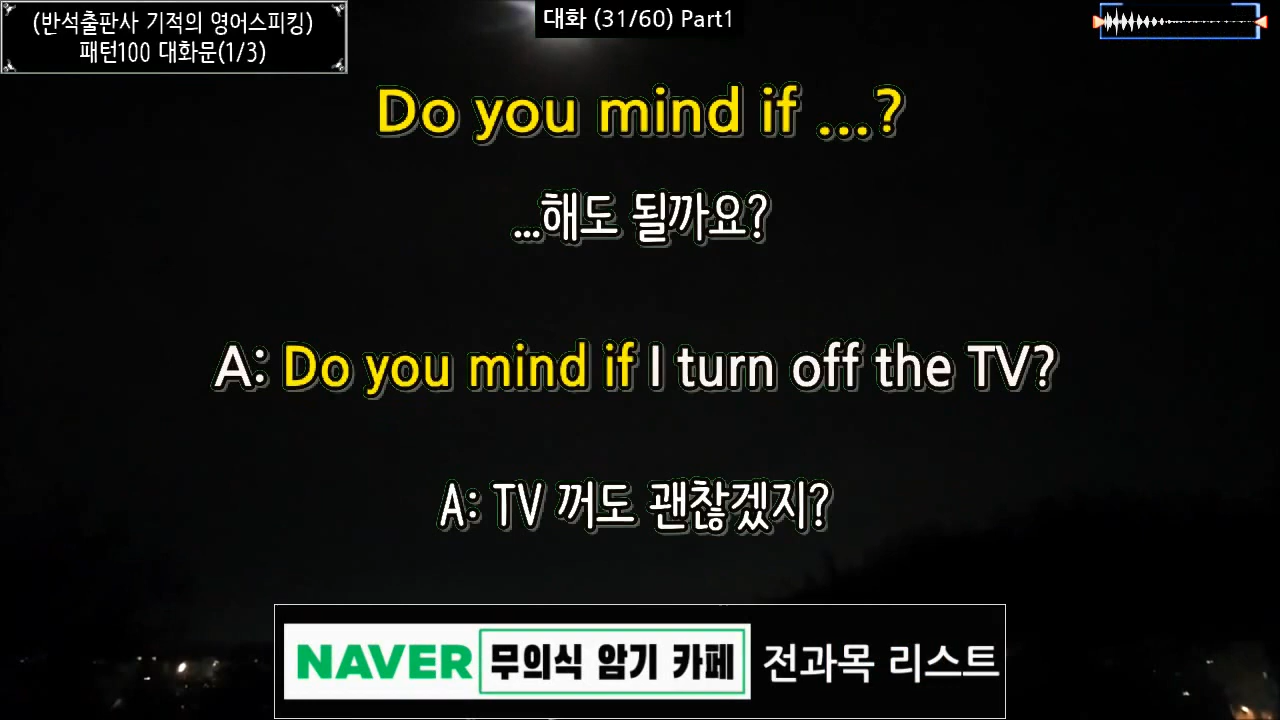 (반석출판사 기적의 영어스피킹)
패턴100 대화문(1/3)
대화 (31/60) Part1
Do you mind if ...?
...해도 될까요?
A: Do you mind if I turn off the TV?
A: TV 꺼도 괜찮겠지?
NAVER 무의식 암기 카페 전과목 리스트